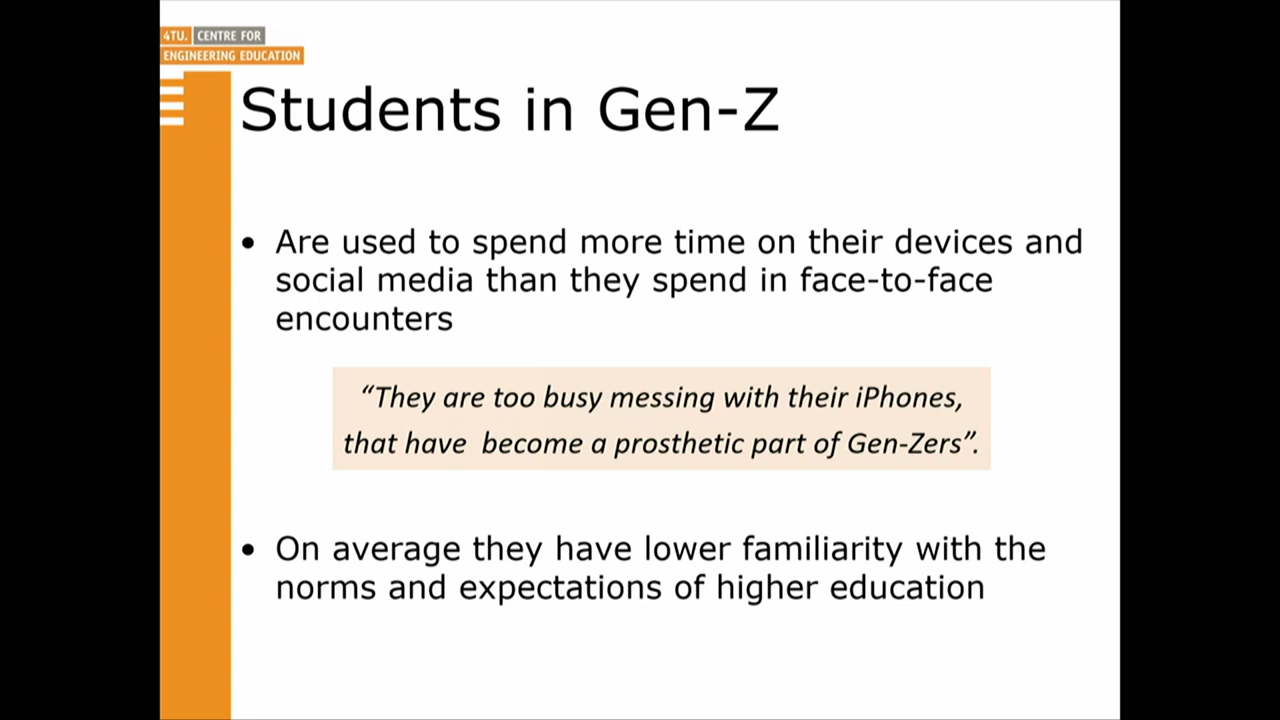 4TU. CENTRE FOR
ENGINEERING EDUCATION
Students in Gen-Z
• Are used to spend more time on their devices and
social media than they spend in face-to-face
encounters
“They are too busy messing with their iPhones,
that have  become a prosthetic part of Gen-Zers”.
• On average they have lower familiarity with the
norms and expectations of higher education